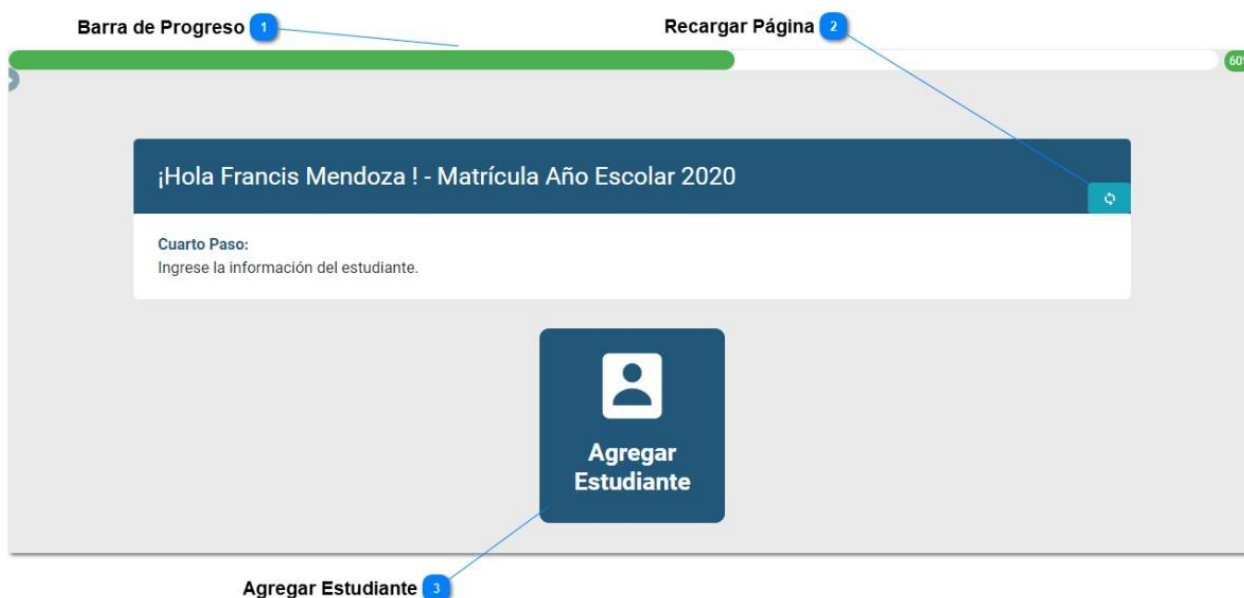 Barra de Progreso 1
Recargar Página 2
60%
¡Hola Francis Mendoza ! - Matrícula Año Escolar 2020
Cuarto Paso:
Ingrese la información del estudiante.
Agregar
Estudiante
Agregar Estudiante 3